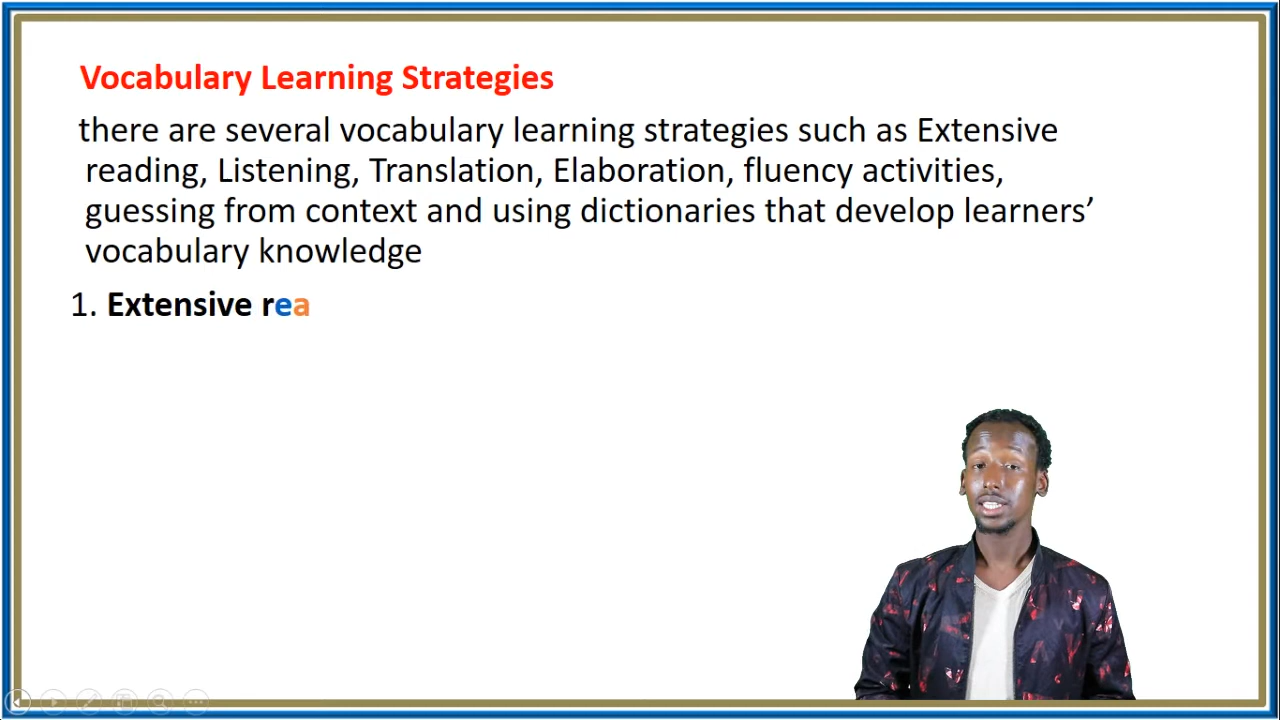 Vocabulary Learning Strategies
there are several vocabulary learning strategies such as Extensive
reading, Listening, Translation, Elaboration, fluency activities,
guessing from context and using dictionaries that develop learners’
vocabulary knowledge
1. Extensive rea